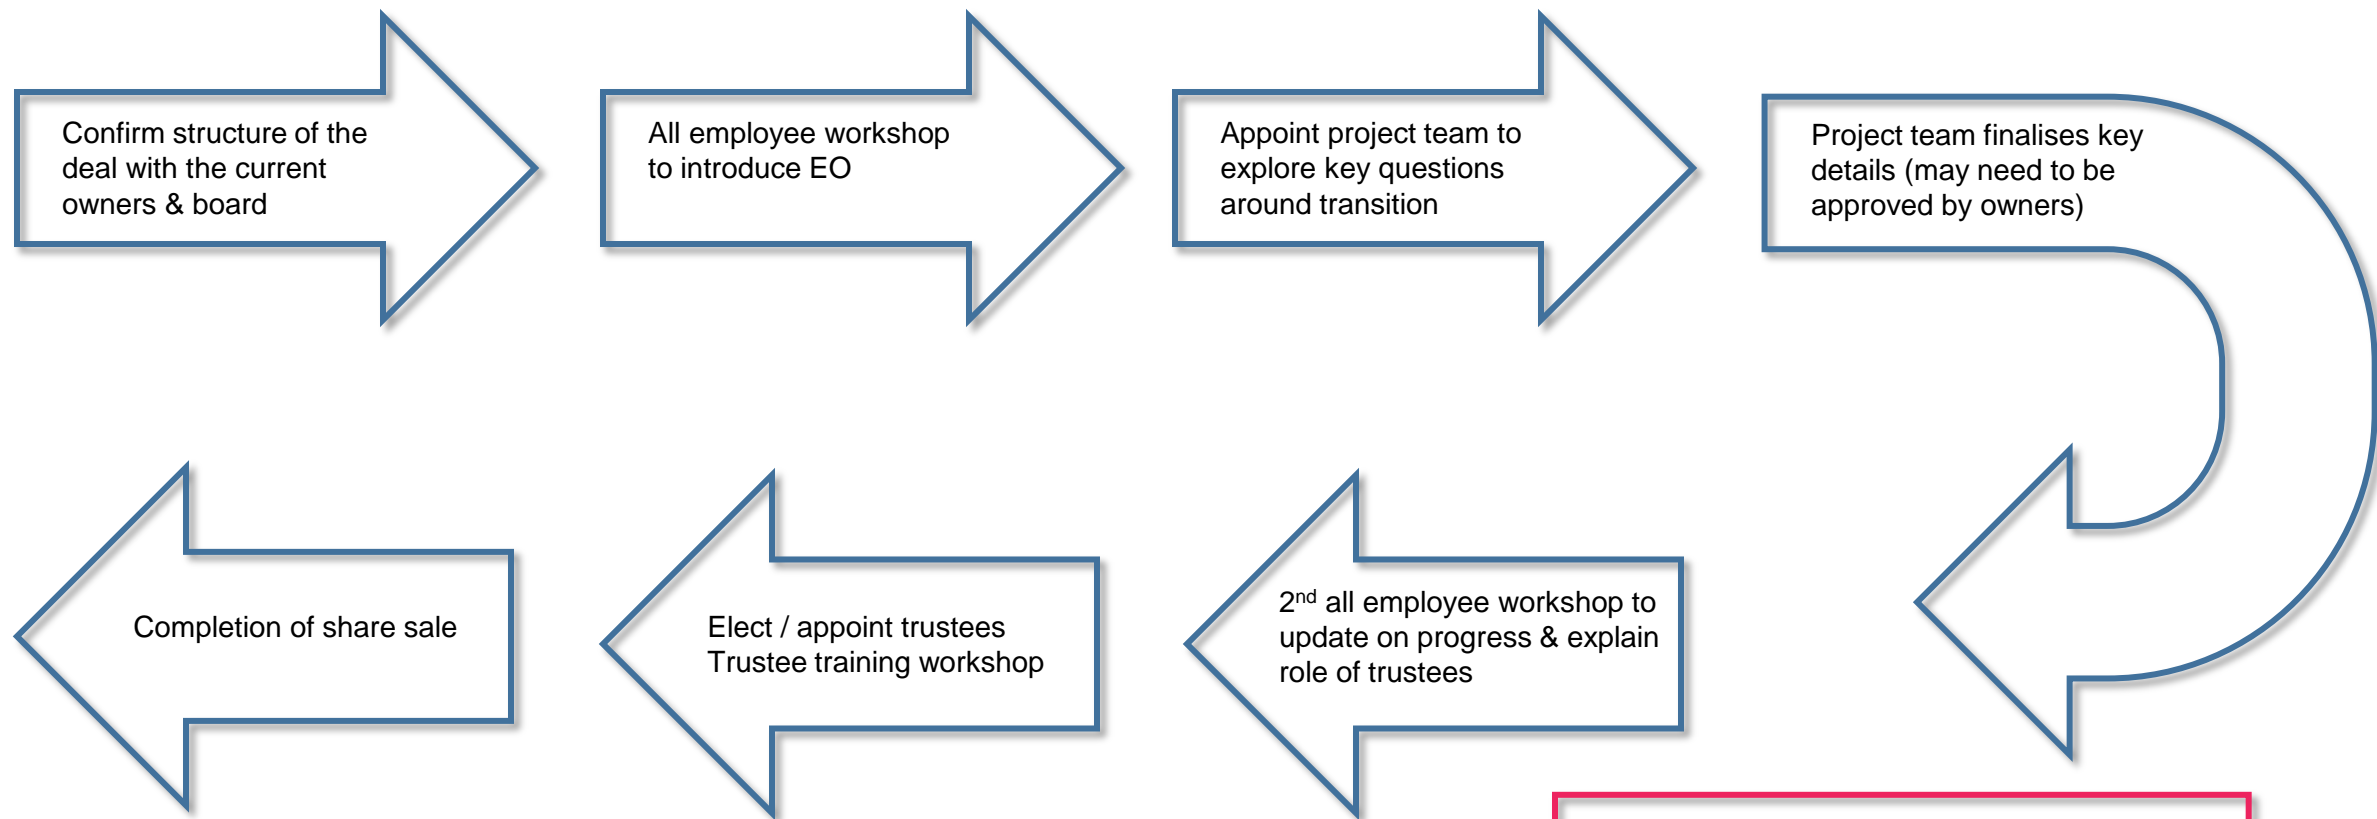 Confirm structure of the
deal with the current
owners & board
All employee workshop
to introduce EO
Appoint project team to
explore key questions
around transition
Project team finalises key
details (may need to be
approved by owners)
2nd all employee workshop to
update on progress & explain
role of trustees
Elect / appoint trustees
Trustee training workshop
Completion of share sale